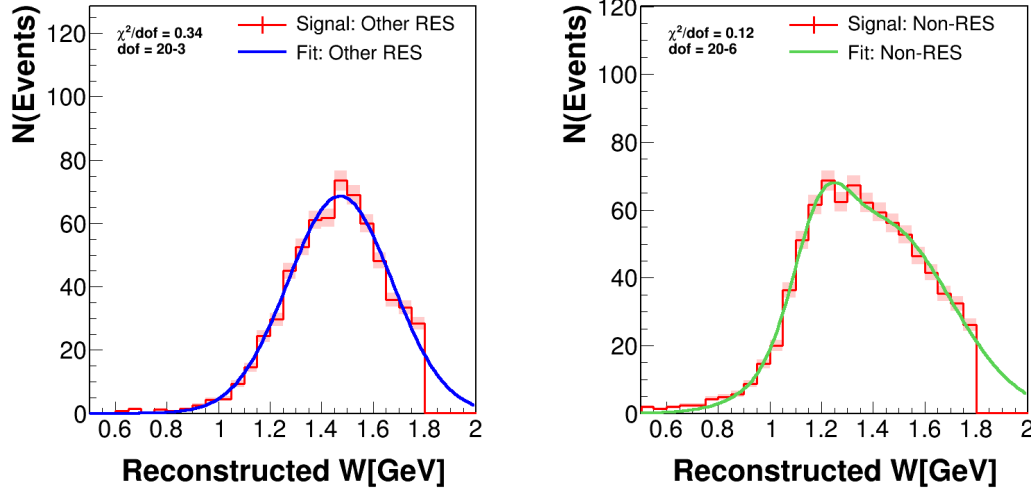 N(Events)
120
100
80
60
40
20
0
χ²/dof = 0.34
dof = 20-3
Signal: Other RES
Fit: Other RES
0.6 0.8 1 1.2 1.4 1.6 1.8 2
Reconstructed W[GeV]
N(Events)
120
100
80
60
40
20
0
χ²/dof = 0.12
dof = 20-6
Signal: Non-RES
Fit: Non-RES
0.6 0.8 1 1.2 1.4 1.6 1.8 2
Reconstructed W[GeV]